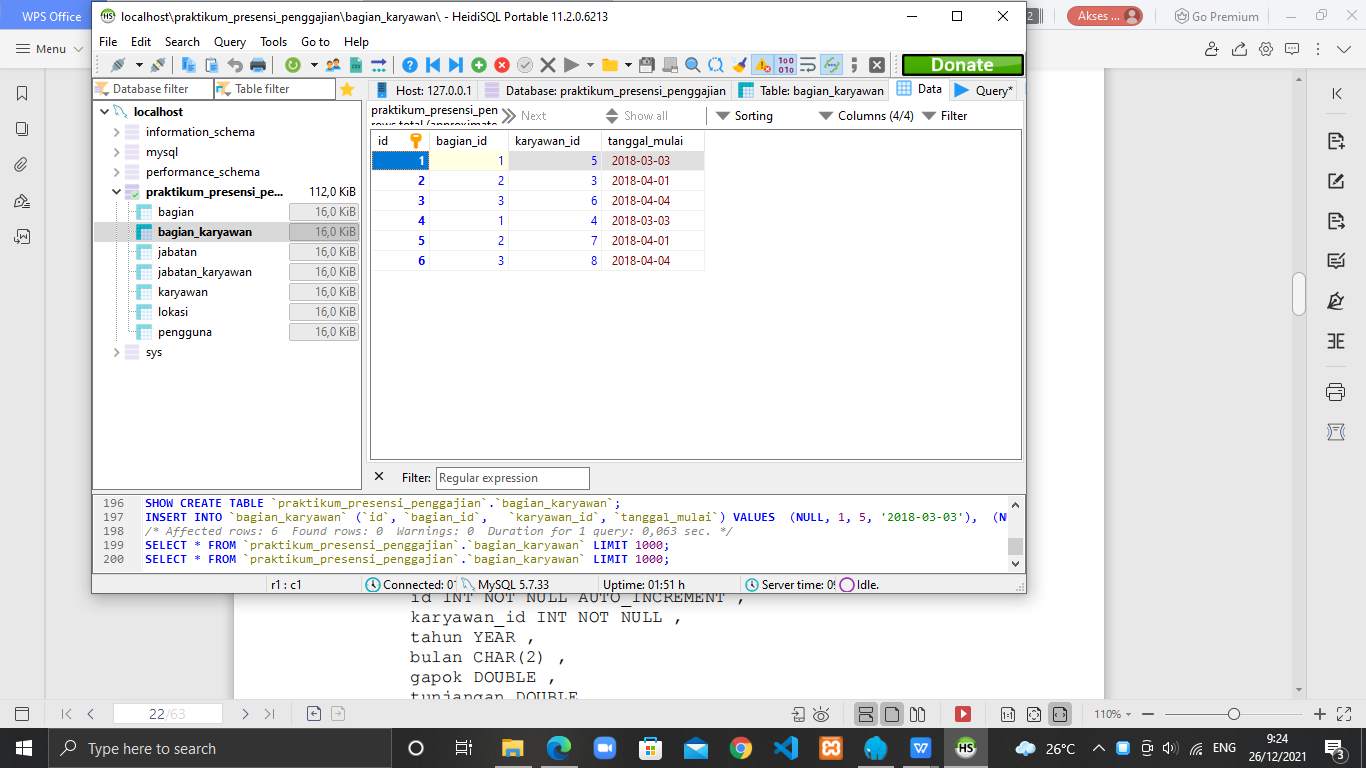 WPS Office
localhost\praktikum_presensi_penggajian\bagian_karyawan\ - HeidiSQL Portable 11.2.0.6213
2
Akses ...
Go Premium
Menu
File Edit Search Query Tools Go to Help
Donate
Database filter
Table filter
Host: 127.0.0.1
Database: praktikum_presensi_penggajian
Table: bagian_karyawan
Data
Query*
localhost
information_schema
mysql
performance_schema
praktikum_presensi_pe... 112,0 KiB
bagian 16,0 KiB
bagian_karyawan 16,0 KiB
jabatan 16,0 KiB
jabatan_karyawan 16,0 KiB
karyawan 16,0 KiB
lokasi 16,0 KiB
pengguna 16,0 KiB
sys
praktikum_presensi_pen
rows total (approximate
Next
Show all
Sorting
Columns (4/4)
Filter
id bagian_id karyawan_id tanggal_mulai
1 1 5 2018-03-03
2 2 3 2018-04-01
3 3 6 2018-04-04
4 1 4 2018-03-03
5 2 7 2018-04-01
6 3 8 2018-04-04
Filter: Regular expression
196 SHOW CREATE TABLE `praktikum_presensi_penggajian`.`bagian_karyawan`;
197 INSERT INTO `bagian_karyawan` (`id`, `bagian_id`, `karyawan_id`, `tanggal_mulai`) VALUES (NULL, 1, 5, '2018-03-03'), (N
198 /* Affected rows: 6 Found rows: 0 Warnings: 0 Duration for 1 query: 0,063 sec. */
199 SELECT * FROM `praktikum_presensi_penggajian`.`bagian_karyawan` LIMIT 1000;
200 SELECT * FROM `praktikum_presensi_penggajian`.`bagian_karyawan` LIMIT 1000;
r1 : c1
Connected:
MySQL 5.7.33
Uptime: 01:51 h
Server time:
Idle.
id INT NOT NULL AUTO_INCREMENT ,
karyawan_id INT NOT NULL ,
tahun YEAR ,
bulan CHAR(2) ,
gapok DOUBLE ,
tunjangan DOUBLE
22/63
110%
Type here to search
26°C
ENG
9:24
26/12/2021
3